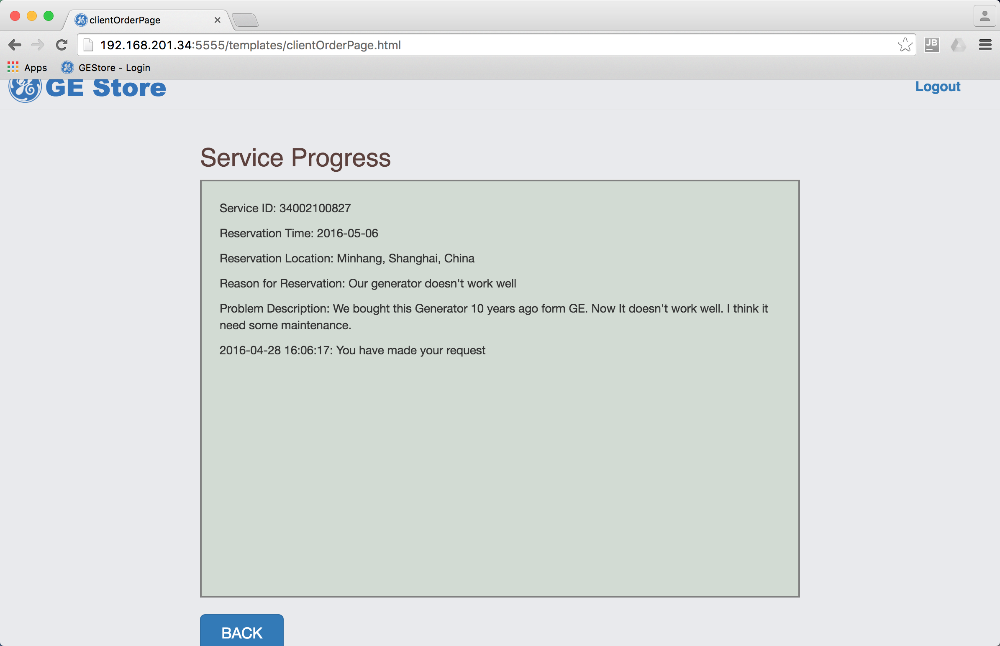 clientOrderPage
192.168.201.34:5555/templates/clientOrderPage.html
JB
Apps
GEStore - Login
GE Store
Logout
Service Progress
Service ID: 34002100827
Reservation Time: 2016-05-06
Reservation Location: Minhang, Shanghai, China
Reason for Reservation: Our generator doesn't work well
Problem Description: We bought this Generator 10 years ago form GE. Now It doesn't work well. I think it
need some maintenance.
2016-04-28 16:06:17: You have made your request
BACK